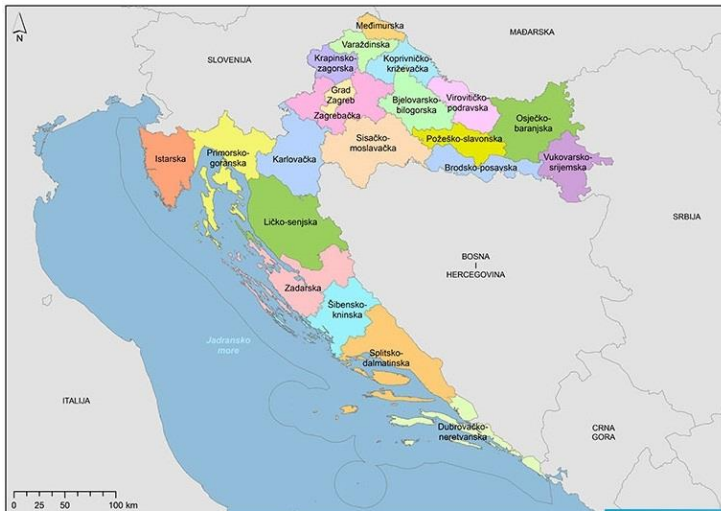 N
SLOVENIJA
MAĐARSKA
Međimurska
Varaždinska
Krapinsko-
zagorska
Koprivničko-
križevačka
Grad
Zagreb
Zagrebačka
Bjelovarsko-
bilogorska
Virovitičko-
podravska
Osječko-
baranjska
Istarska
Primorsko-
goranska
Karlovačka
Sisačko-
moslavačka
Požeško-slavonska
Brodsko-posavska
Vukovarsko-
srijemska
Ličko-senjska
SRBIJA
BOSNA
I
HERCEGOVINA
Zadarska
Šibensko-
kninska
Jadransko
more
Splitsko-
dalmatinska
ITALIJA
Dubrovačko-
neretvanska
CRNA
GORA
0 25 50 75 100 km